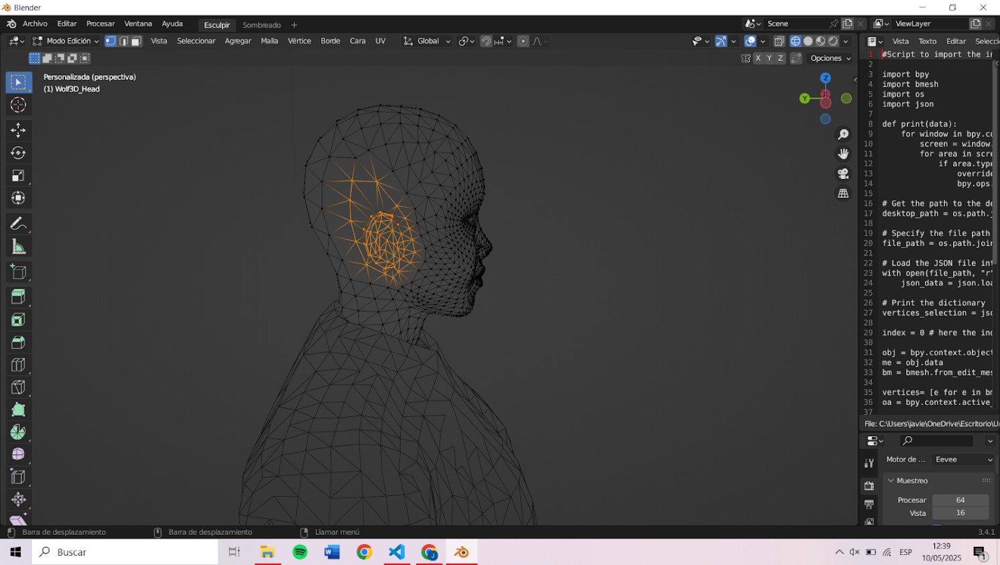 Blender
Archivo Editar Procesar Ventana Ayuda Esculpir Sombreado + Scene ViewLayer
Modo Edición Vista Seleccionar Agregar Malla Vértice Borde Cara UV Global Vista Texto Editar Selecci
X Y Z Opciones
Personalizada (perspectiva)
(1) Wolf3D_Head
Z
Y
1 #Script to import the in
2
3 import bpy
4 import bmesh
5 import os
6 import json
7
8 def print(data):
9 for window in bpy.co
10 screen = window.
11 for area in scre
12 if area.type
13 override
14 bpy.ops.
15
16 # Get the path to the de
17 desktop_path = os.path.j
18
19 # Specify the file path
20 file_path = os.path.join
21
22 # Load the JSON file int
23 with open(file_path, "r"
24 json_data = json.loa
25
26 # Print the dictionary
27 vertices_selection = jso
28
29 index = 0 # here the ind
30
31 obj = bpy.context.object
32 me = obj.data
33 bm = bmesh.from_edit_mes
34
35 vertices= [e for e in bm
36 oa = bpy.context.active_
37
File: C:\Users\javie\OneDrive\Escritorio\U
Motor de ... Eevee
Muestreo
Procesar 64
Vista 16
Barra de desplazamiento Barra de desplazamiento Llamar menú 3.4.1
Buscar
ESP
12:39
10/05/2025
1